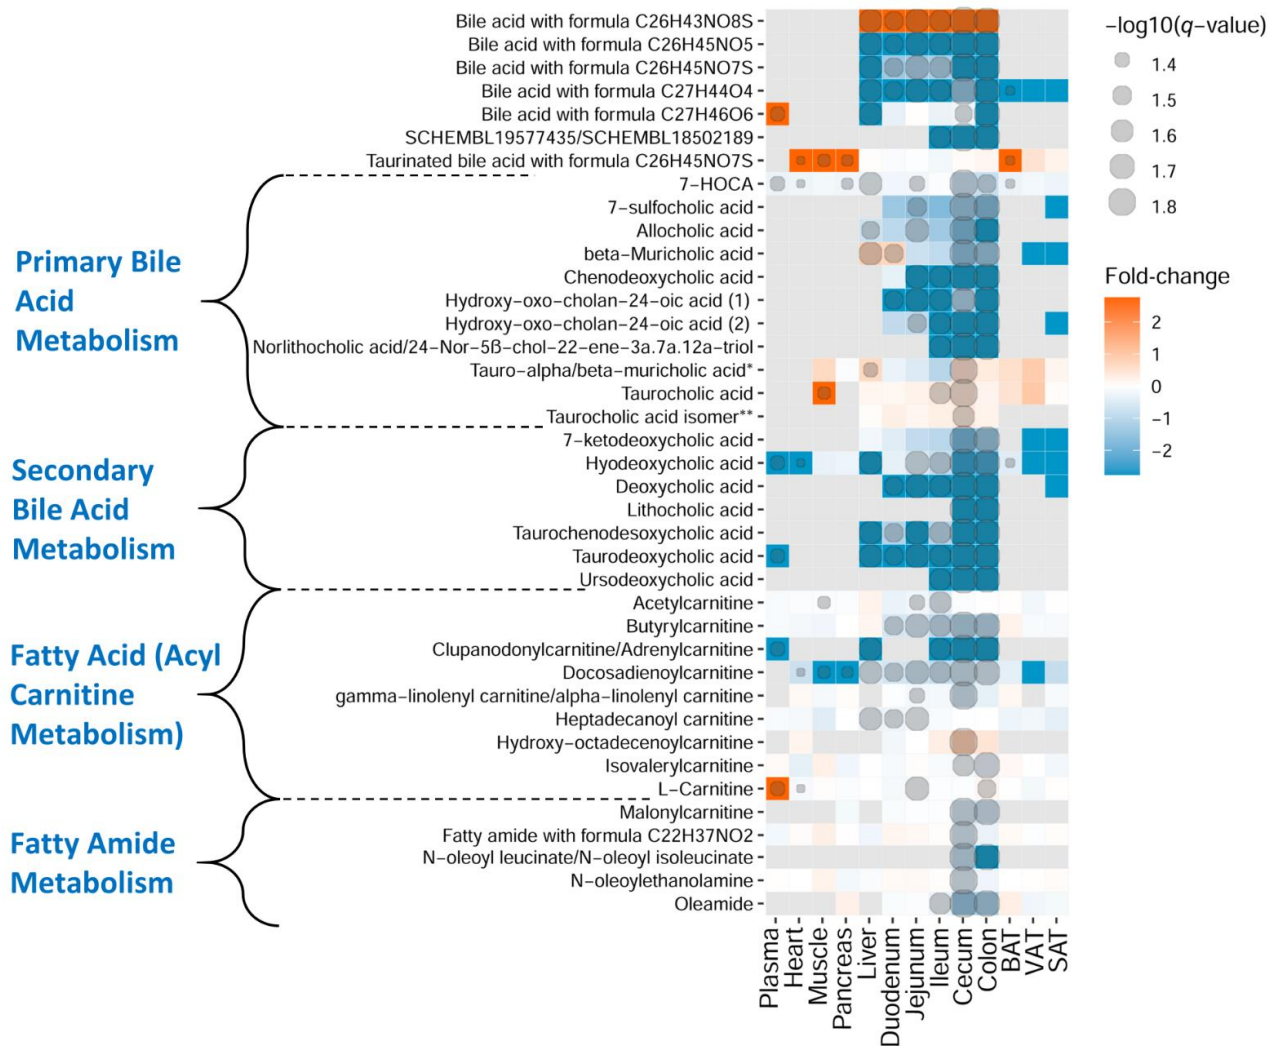 Bile acid with formula C26H43NO8S
Bile acid with formula C26H45NO5
Bile acid with formula C26H45NO7S
Bile acid with formula C27H44O4
Bile acid with formula C27H46O6
SCHEMBL19577435/SCHEMBL18502189
Taurinated bile acid with formula C26H45NO7S
7-HOCA
7-sulfocholic acid
Allocholic acid
beta-Muricholic acid
Chenodeoxycholic acid
Hydroxy-oxo-cholan-24-oic acid (1)
Hydroxy-oxo-cholan-24-oic acid (2)
Norlithocholic acid/24-Nor-5ß-chol-22-ene-3a.7a.12a-triol
Tauro-alpha/beta-muricholic acid*
Taurocholic acid
Taurocholic acid isomer**
7-ketodeoxycholic acid
Hyodeoxycholic acid
Deoxycholic acid
Lithocholic acid
Taurochenodesoxycholic acid
Taurodeoxycholic acid
Ursodeoxycholic acid
Acetylcarnitine
Butyrylcarnitine
Clupanodonylcarnitine/Adrenylcarnitine
Docosadienoylcarnitine
gamma-linolenyl carnitine/alpha-linolenyl carnitine
Heptadecanoyl carnitine
Hydroxy-octadecenoylcarnitine
Isovalerylcarnitine
L-Carnitine
Malonylcarnitine
Fatty amide with formula C22H37NO2
N-oleoyl leucinate/N-oleoyl isoleucinate
N-oleoylethanolamine
Oleamide
Primary Bile
Acid
Metabolism
Secondary
Bile Acid
Metabolism
Fatty Acid (Acyl
Carnitine
Metabolism)
Fatty Amide
Metabolism
Plasma
Heart
Muscle
Pancreas
Liver
Duodenum
Jejunum
Ileum
Cecum
Colon
BAT
VAT
SAT
-log10(q-value)
1.4
1.5
1.6
1.7
1.8
Fold-change
2
1
0
-1
-2